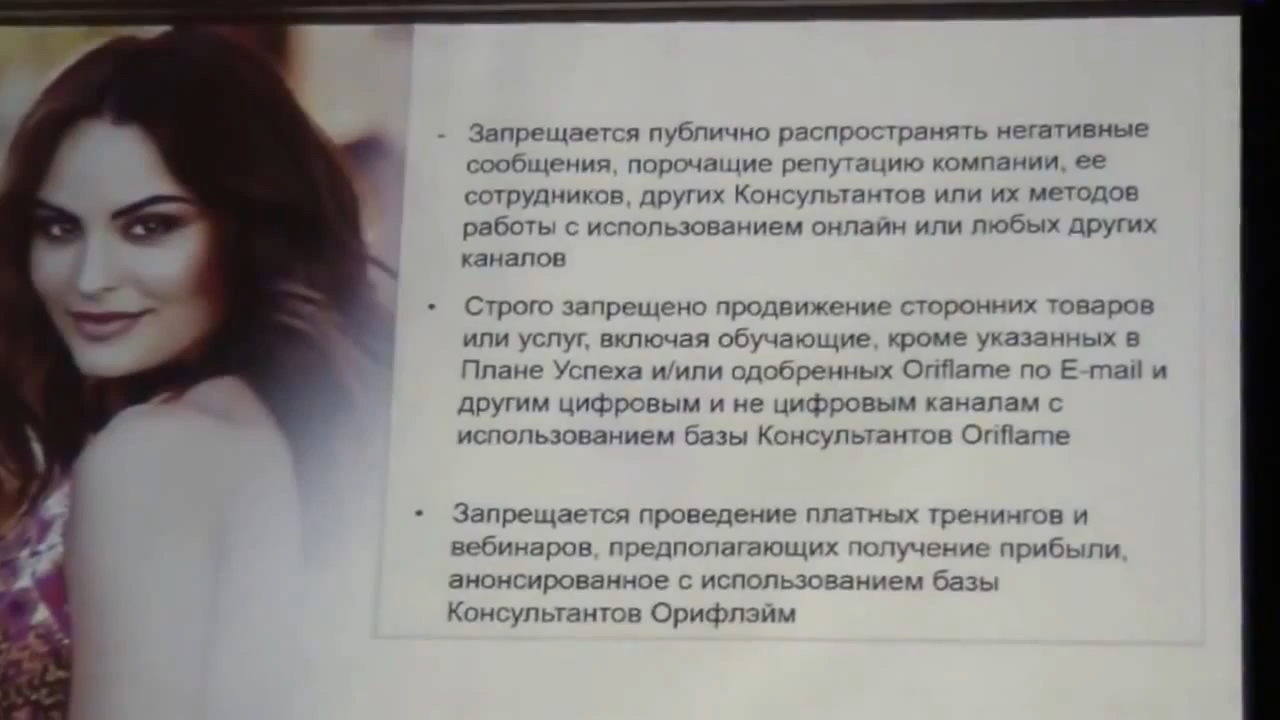 - Запрещается публично распространять негативные
сообщения, порочащие репутацию компании, ее
сотрудников, других Консультантов или их методов
работы с использованием онлайн или любых других
каналов
• Строго запрещено продвижение сторонних товаров
или услуг, включая обучающие, кроме указанных в
Плане Успеха и/или одобренных Oriflame по E-mail и
другим цифровым и не цифровым каналам с
использованием базы Консультантов Oriflame
• Запрещается проведение платных тренингов и
вебинаров, предполагающих получение прибыли,
анонсированное с использованием базы
Консультантов Орифлэйм